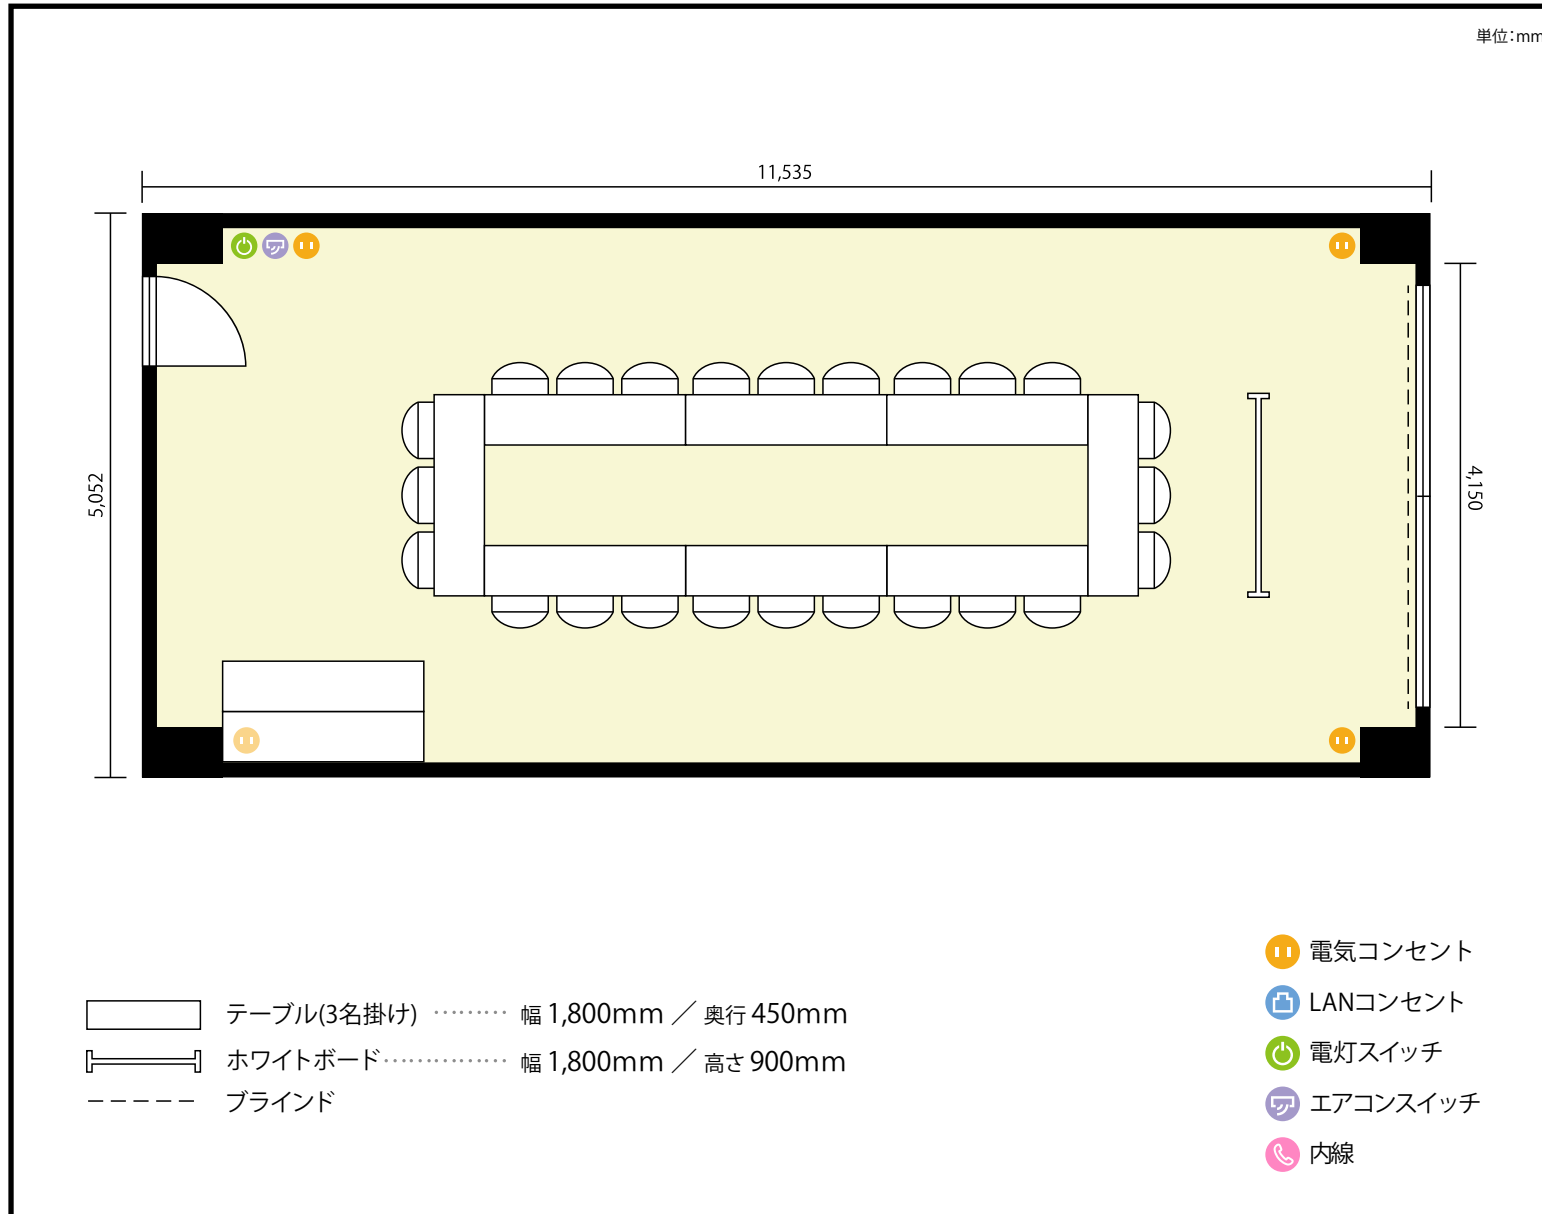 単位：mm
11,535
5,052
4,150
電気コンセント
LANコンセント
電灯スイッチ
エアコンスイッチ
内線
テーブル(3名掛け) ……… 幅 1,800mm ／ 奥行 450mm
ホワイトボード …………… 幅 1,800mm ／ 高さ 900mm
ブラインド